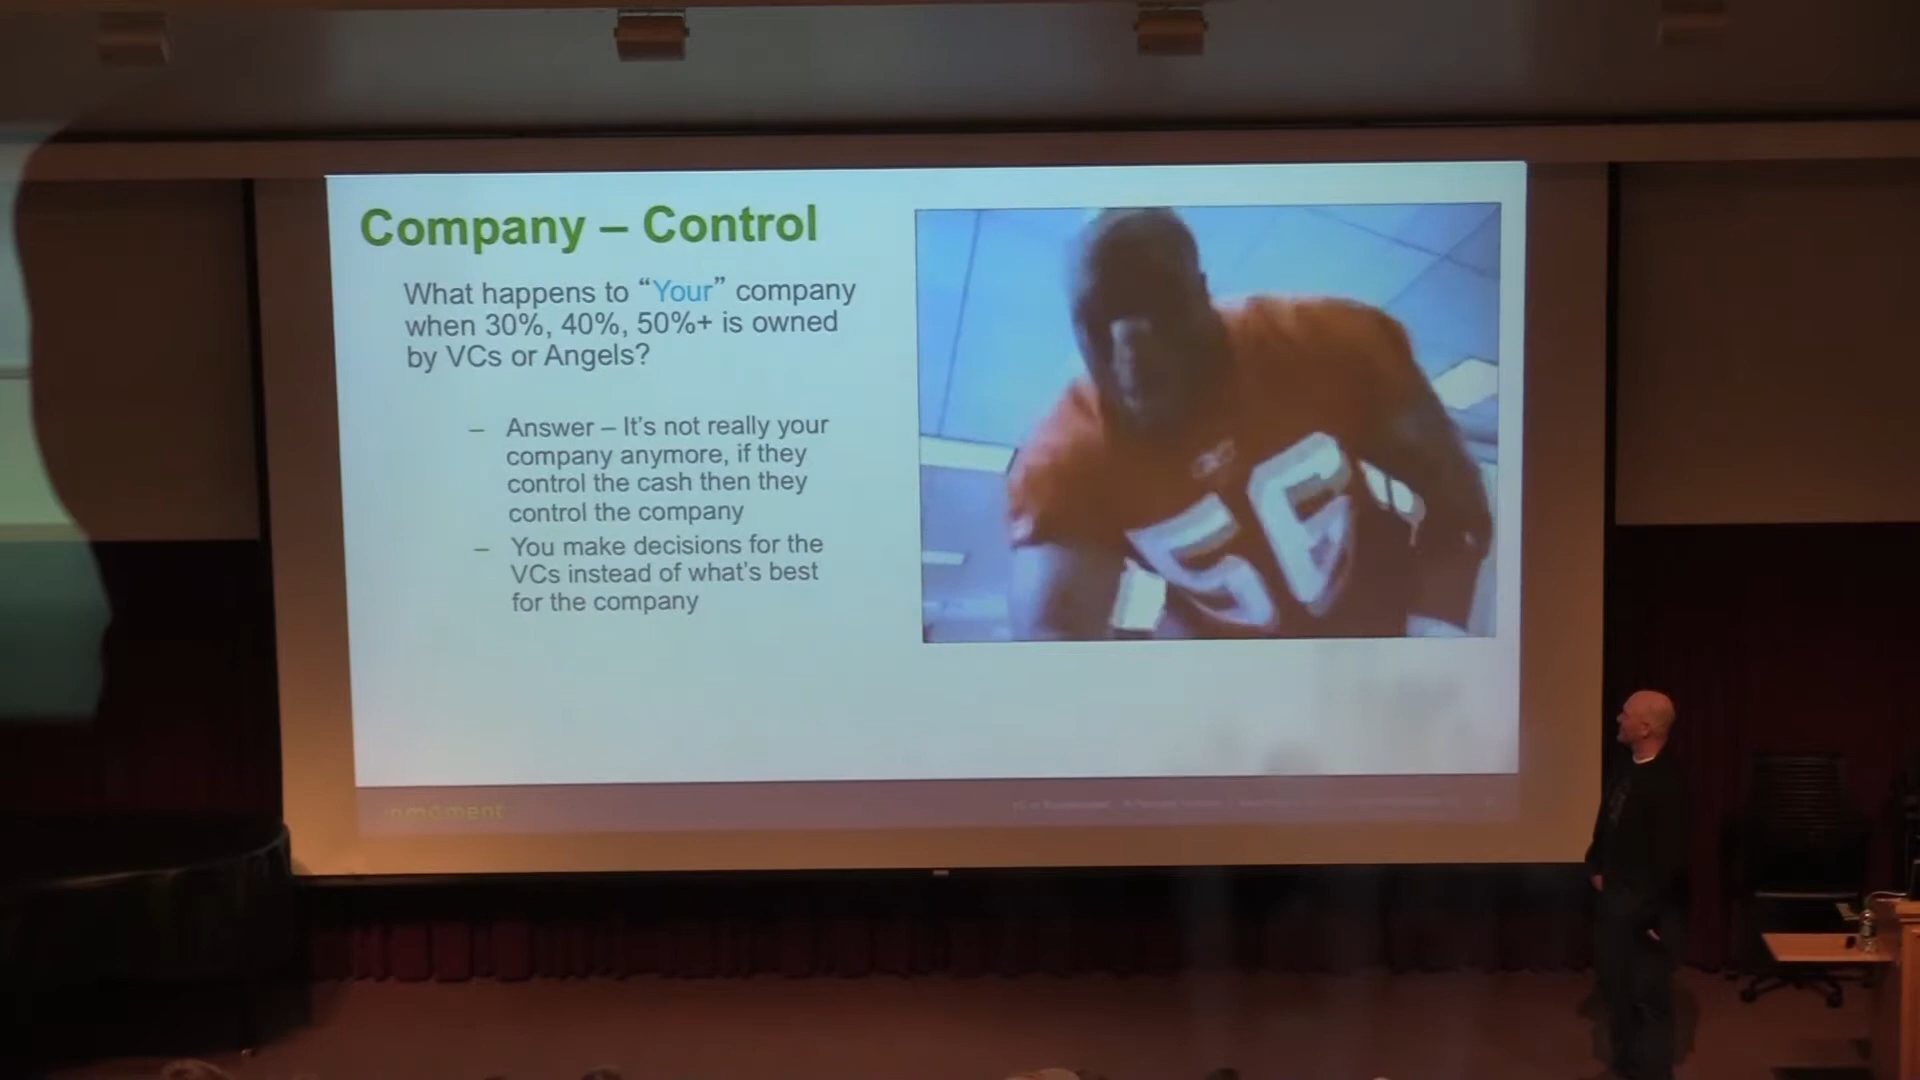 Company – Control
What happens to “Your” company
when 30%, 40%, 50%+ is owned
by VCs or Angels?
– Answer – It’s not really your
company anymore, if they
control the cash then they
control the company
– You make decisions for the
VCs instead of what’s best
for the company
56
inmoment